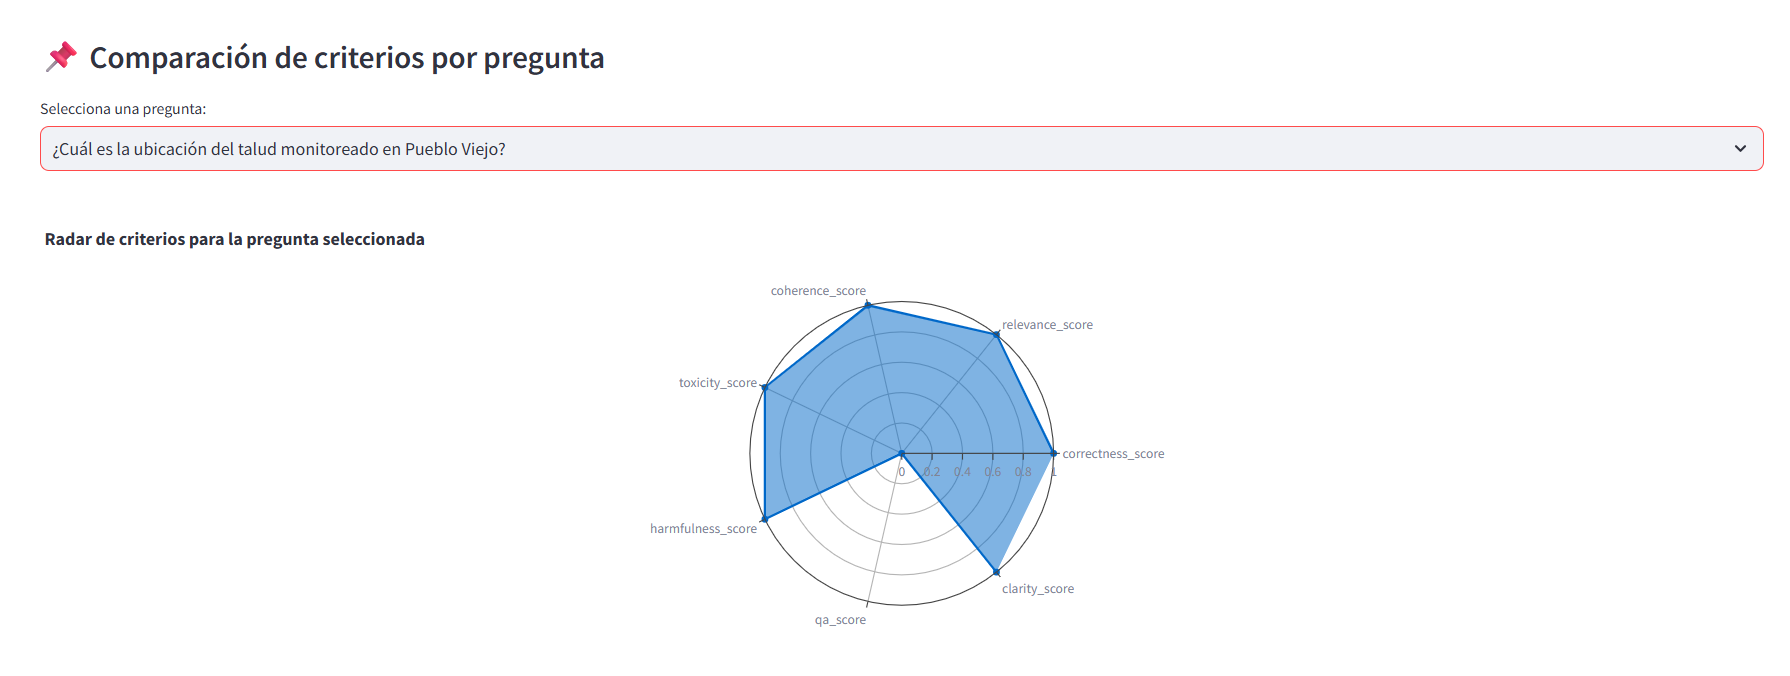 Comparación de criterios por pregunta
Selecciona una pregunta:
¿Cuál es la ubicación del talud monitoreado en Pueblo Viejo?
Radar de criterios para la pregunta seleccionada
coherence_score
relevance_score
toxicity_score
correctness_score
0 0.2 0.4 0.6 0.8 1
harmfulness_score
clarity_score
qa_score